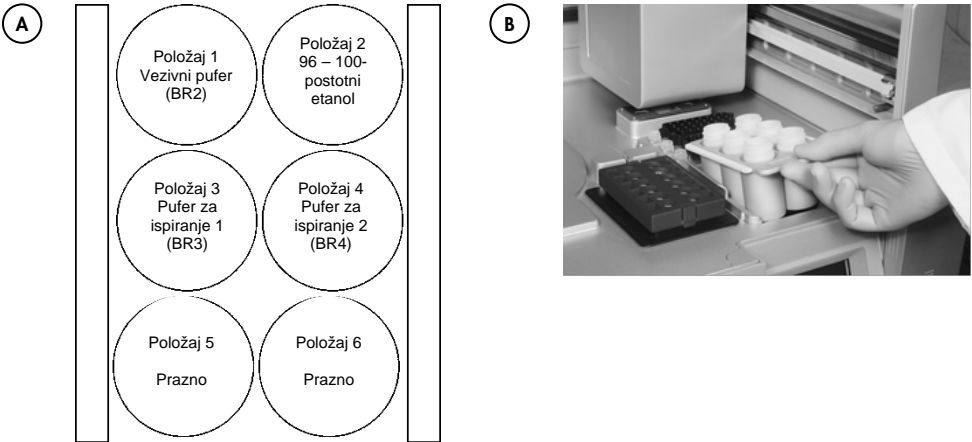 A
Položaj 1
Vezivni pufer
(BR2)
Položaj 2
96 – 100-
postotni
etanol
Položaj 3
Pufer za
ispiranje 1
(BR3)
Položaj 4
Pufer za
ispiranje 2
(BR4)
Položaj 5
Prazno
Položaj 6
Prazno
B